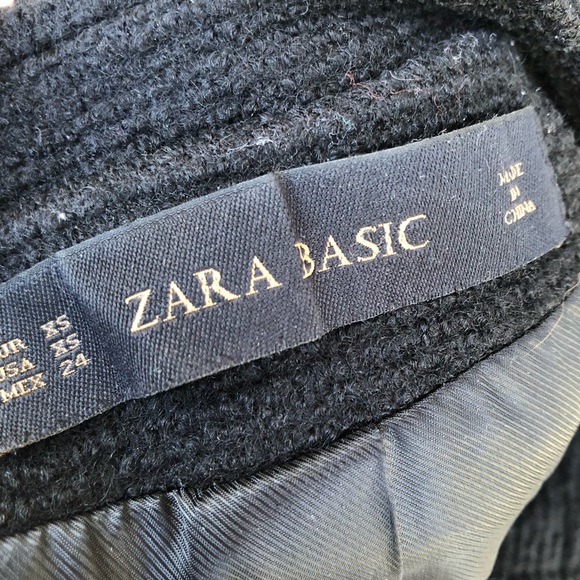 UR XS
USA XS
MEX 24
ZARA BASIC
MADE
IN
CHINA